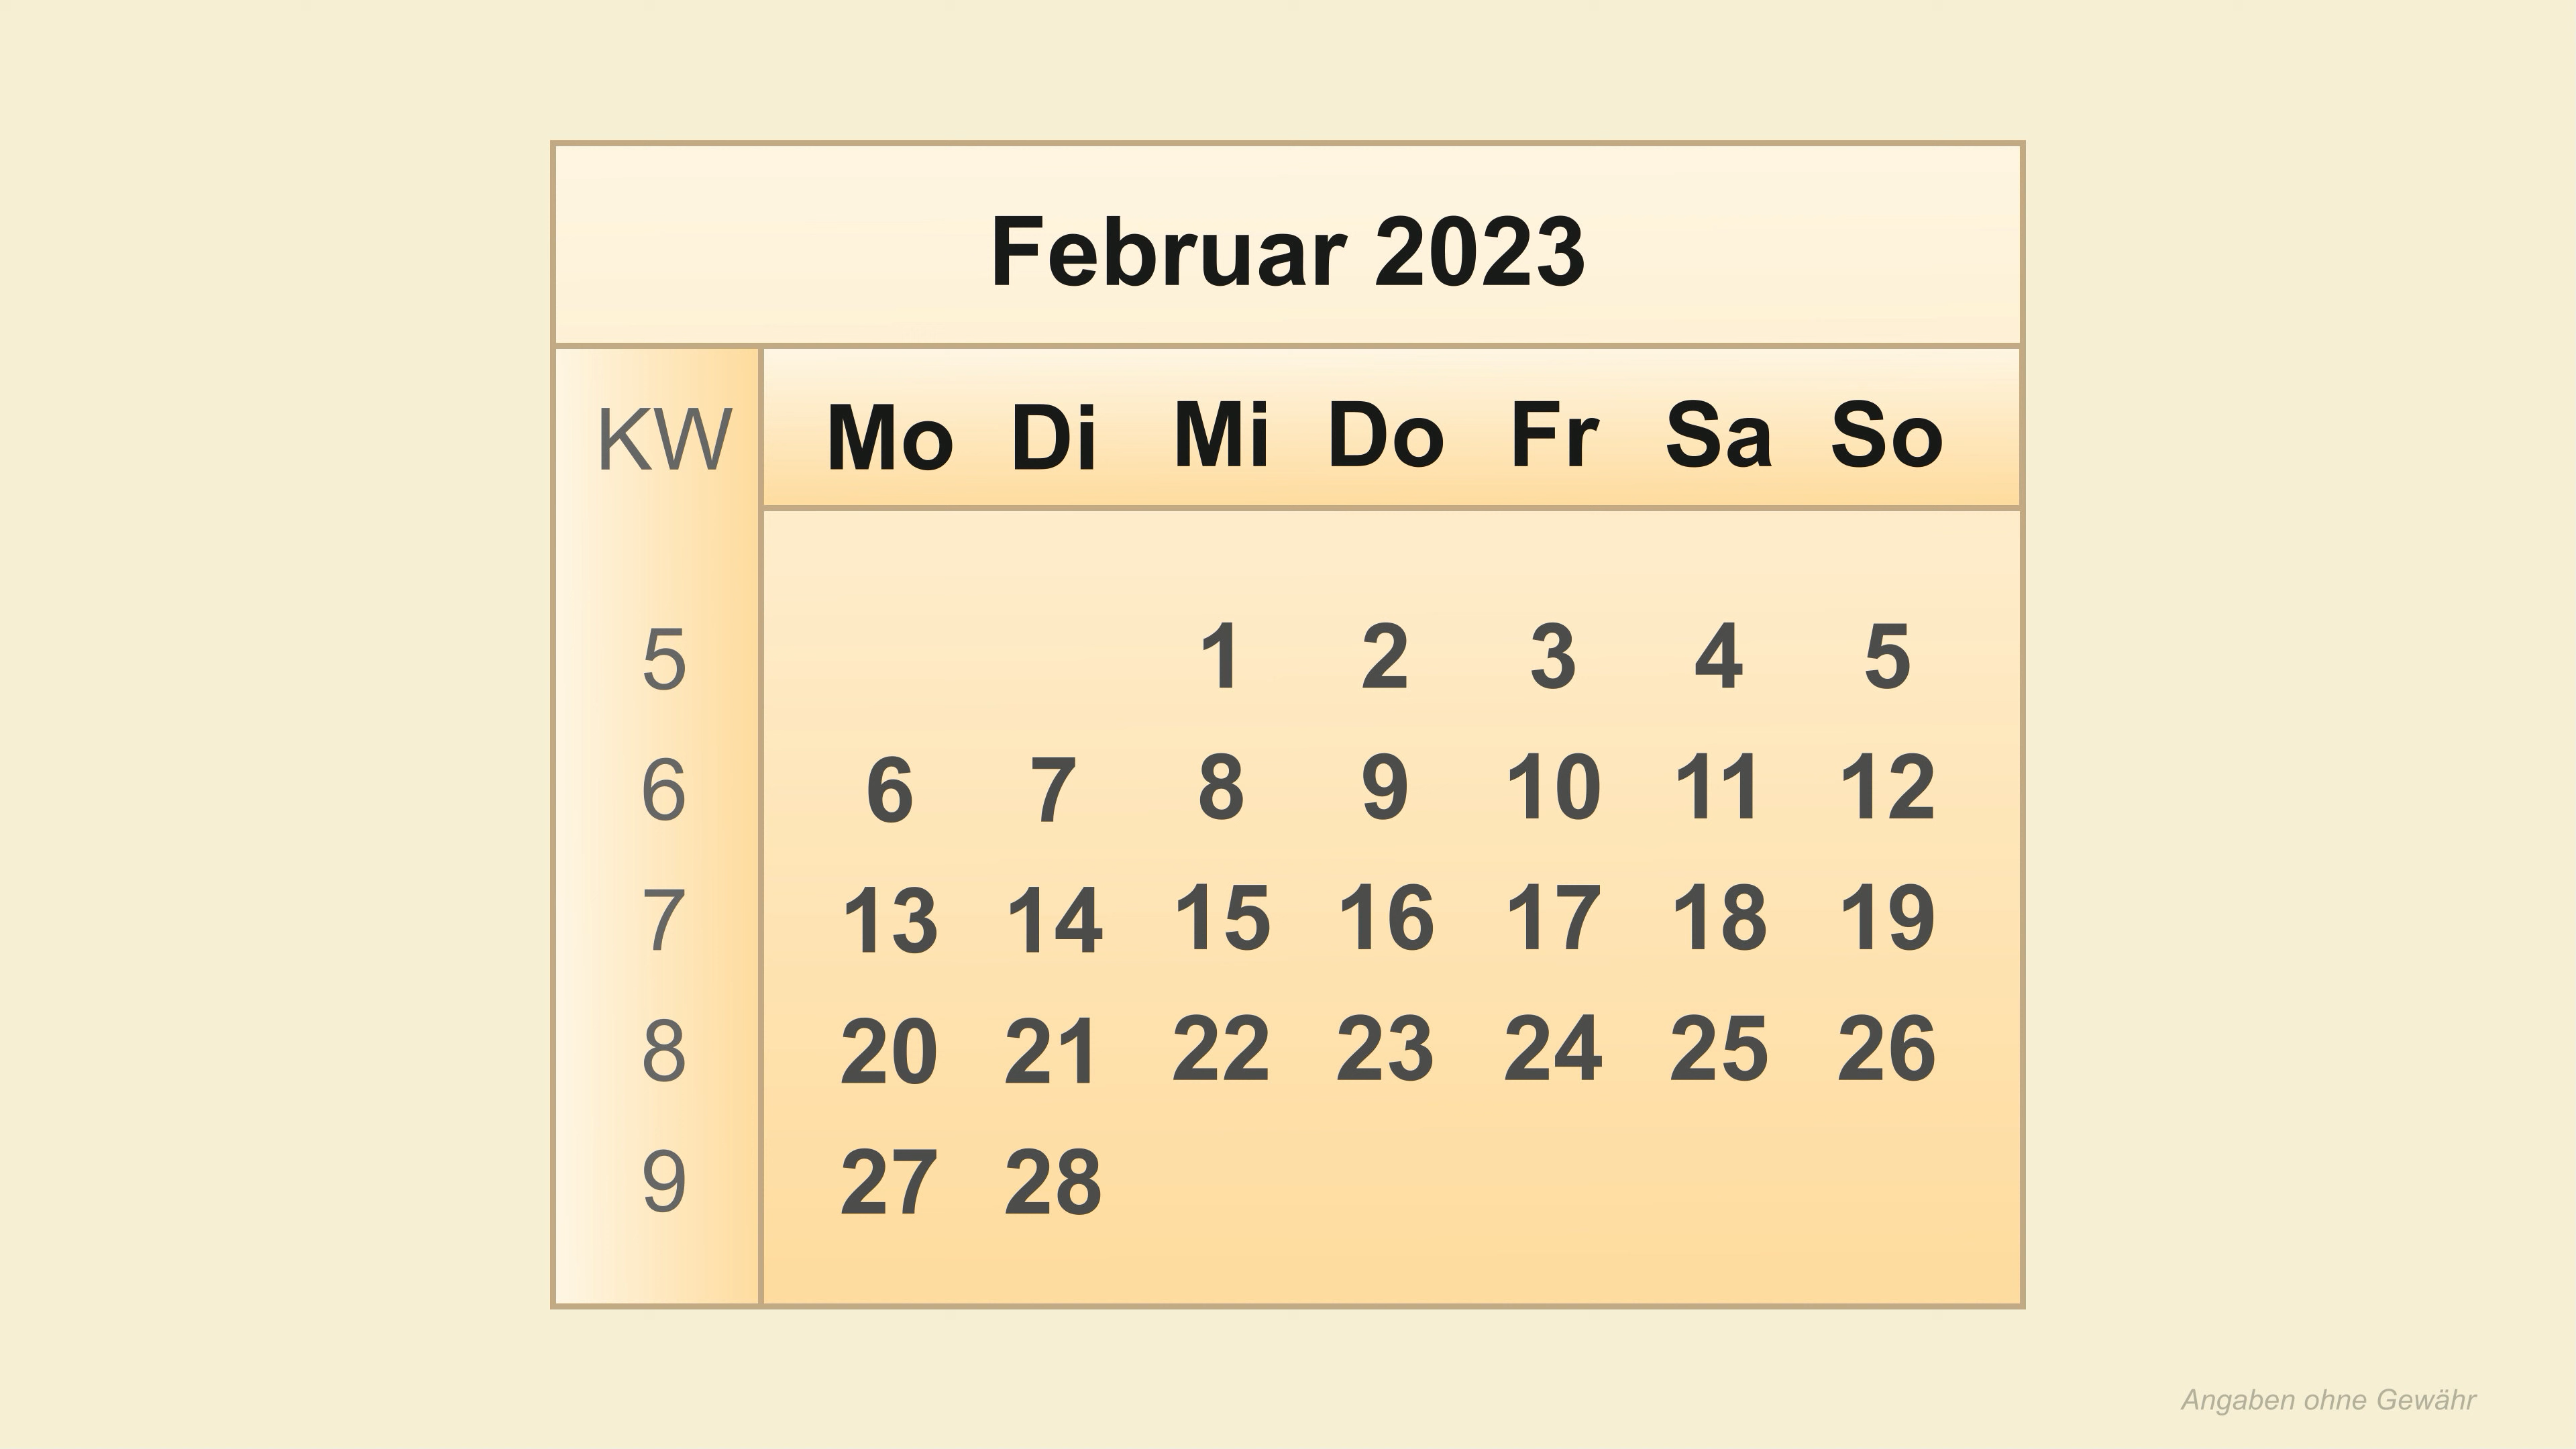 Februar 2023
KW Mo Di Mi Do Fr Sa So
5 1 2 3 4 5
6 6 7 8 9 10 11 12
7 13 14 15 16 17 18 19
8 20 21 22 23 24 25 26
9 27 28
Angaben ohne Gewähr